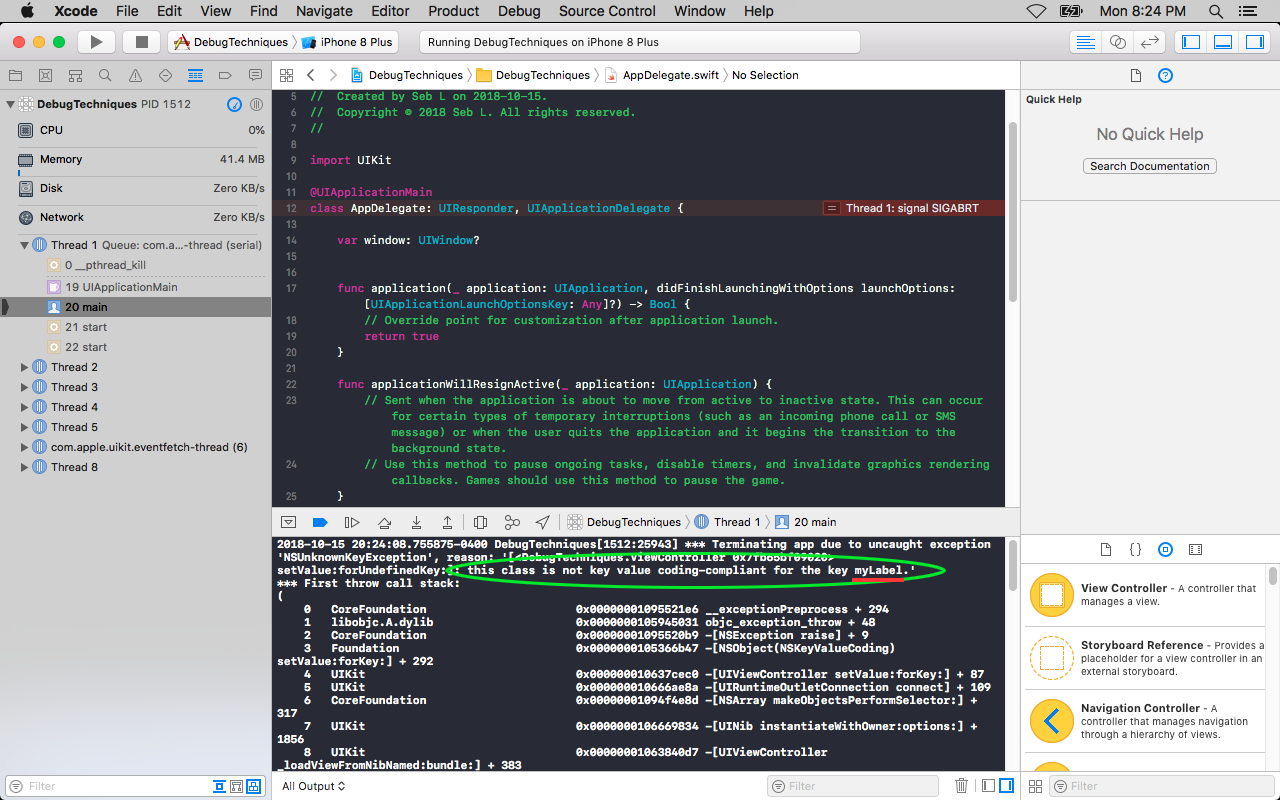 Xcode File Edit View Find Navigate Editor Product Debug Source Control Window Help Mon 8:24 PM
DebugTechniques iPhone 8 Plus
Running DebugTechniques on iPhone 8 Plus
DebugTechniques DebugTechniques AppDelegate.swift No Selection
DebugTechniques PID 1512
CPU 0%
Memory 41.4 MB
Disk Zero KB/s
Network Zero KB/s
Thread 1 Queue: com.a...-thread (serial)
0 __pthread_kill
19 UIApplicationMain
20 main
21 start
22 start
Thread 2
Thread 3
Thread 4
Thread 5
com.apple.uikit.eventfetch-thread (6)
Thread 8
Filter
5 // Created by Seb L on 2018-10-15.
6 // Copyright © 2018 Seb L. All rights reserved.
7 //
8
9 import UIKit
10
11 @UIApplicationMain
12 class AppDelegate: UIResponder, UIApplicationDelegate { = Thread 1: signal SIGABRT
13
14 var window: UIWindow?
15
16
17 func application(_ application: UIApplication, didFinishLaunchingWithOptions launchOptions:
[UIApplicationLaunchOptionsKey: Any]?) -> Bool {
18 // Override point for customization after application launch.
19 return true
20 }
21
22 func applicationWillResignActive(_ application: UIApplication) {
23 // Sent when the application is about to move from active to inactive state. This can occur
for certain types of temporary interruptions (such as an incoming phone call or SMS
message) or when the user quits the application and it begins the transition to the
background state.
24 // Use this method to pause ongoing tasks, disable timers, and invalidate graphics rendering
callbacks. Games should use this method to pause the game.
25 }
DebugTechniques Thread 1 20 main
2018-10-15 20:24:08.755875-0400 DebugTechniques[1512:25943] *** Terminating app due to uncaught exception
'NSUnknownKeyException', reason: '[<DebugTechniques.ViewController 0x7fbb5bf09020>
setValue:forUndefinedKey:]: this class is not key value coding-compliant for the key myLabel.'
*** First throw call stack:
(
0 CoreFoundation 0x00000001095521e6 __exceptionPreprocess + 294
1 libobjc.A.dylib 0x0000000105945031 objc_exception_throw + 48
2 CoreFoundation 0x00000001095520b9 -[NSException raise] + 9
3 Foundation 0x0000000105366b47 -[NSObject(NSKeyValueCoding)
setValue:forKey:] + 292
4 UIKit 0x000000010637cec0 -[UIViewController setValue:forKey:] + 87
5 UIKit 0x0000000010666ae8a -[UIRuntimeOutletConnection connect] + 109
6 CoreFoundation 0x00000001094f4e8d -[NSArray makeObjectsPerformSelector:] +
317
7 UIKit 0x0000000106669834 -[UINib instantiateWithOwner:options:] +
1856
8 UIKit 0x00000001063840d7 -[UIViewController
_loadViewFromNibNamed:bundle:] + 383
All Output
Filter
Quick Help
No Quick Help
Search Documentation
View Controller - A controller that
manages a view.
Storyboard Reference - Provides a
placeholder for a view controller in an
external storyboard.
Navigation Controller - A
controller that manages navigation
through a hierarchy of views.
Filter